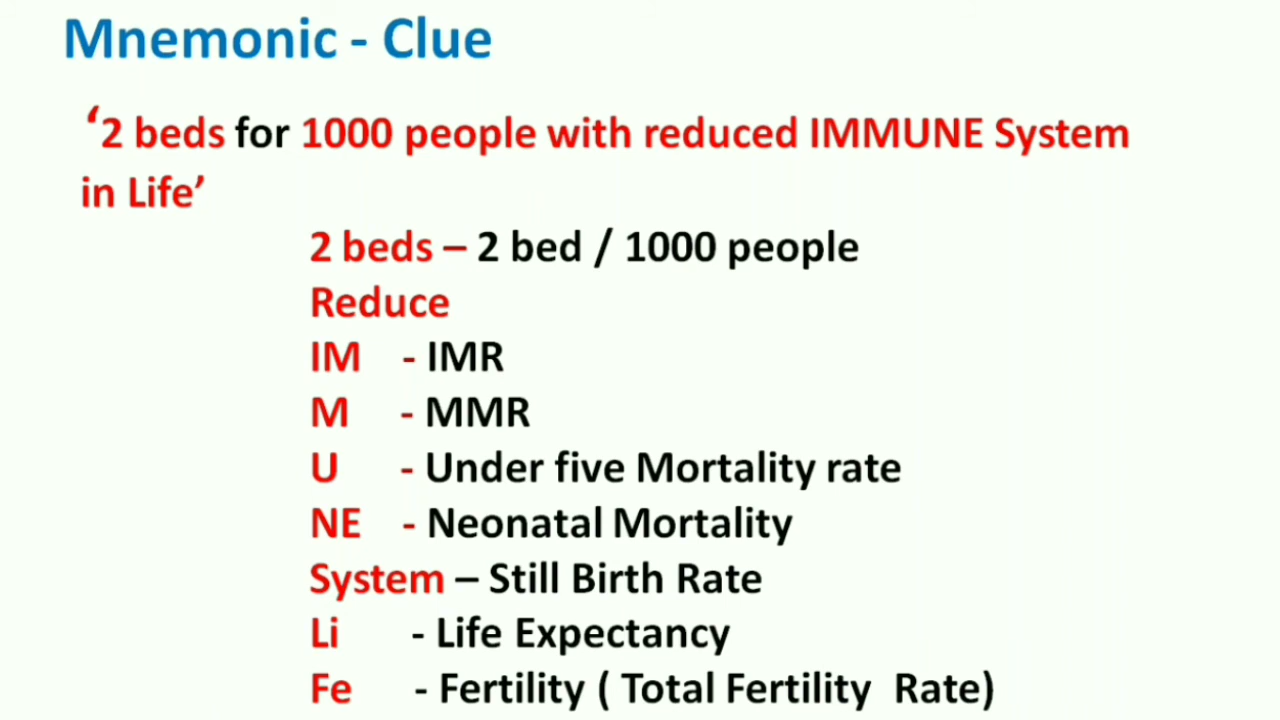 Mnemonic - Clue
‘2 beds for 1000 people with reduced IMMUNE System
in Life’
2 beds – 2 bed / 1000 people
Reduce
IM - IMR
M - MMR
U - Under five Mortality rate
NE - Neonatal Mortality
System – Still Birth Rate
Li - Life Expectancy
Fe - Fertility ( Total Fertility Rate)